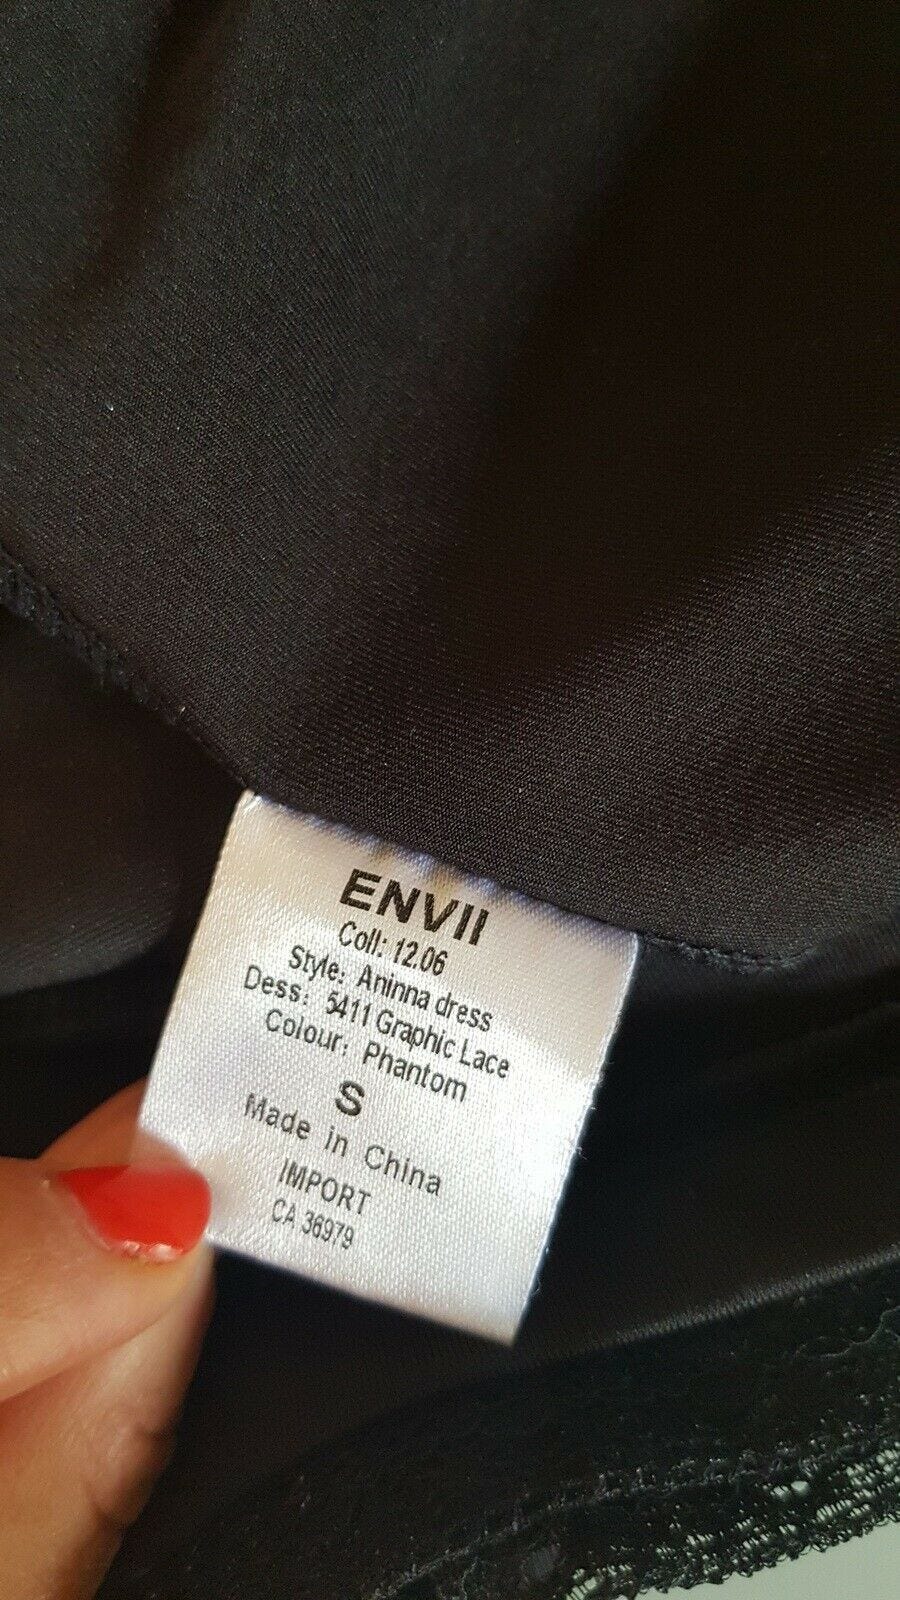 ENVII
Coll: 12.06
Style: Aninna dress
Dess: 5411 Graphic Lace
Colour: Phantom
S
Made in China
IMPORT
CA 36979